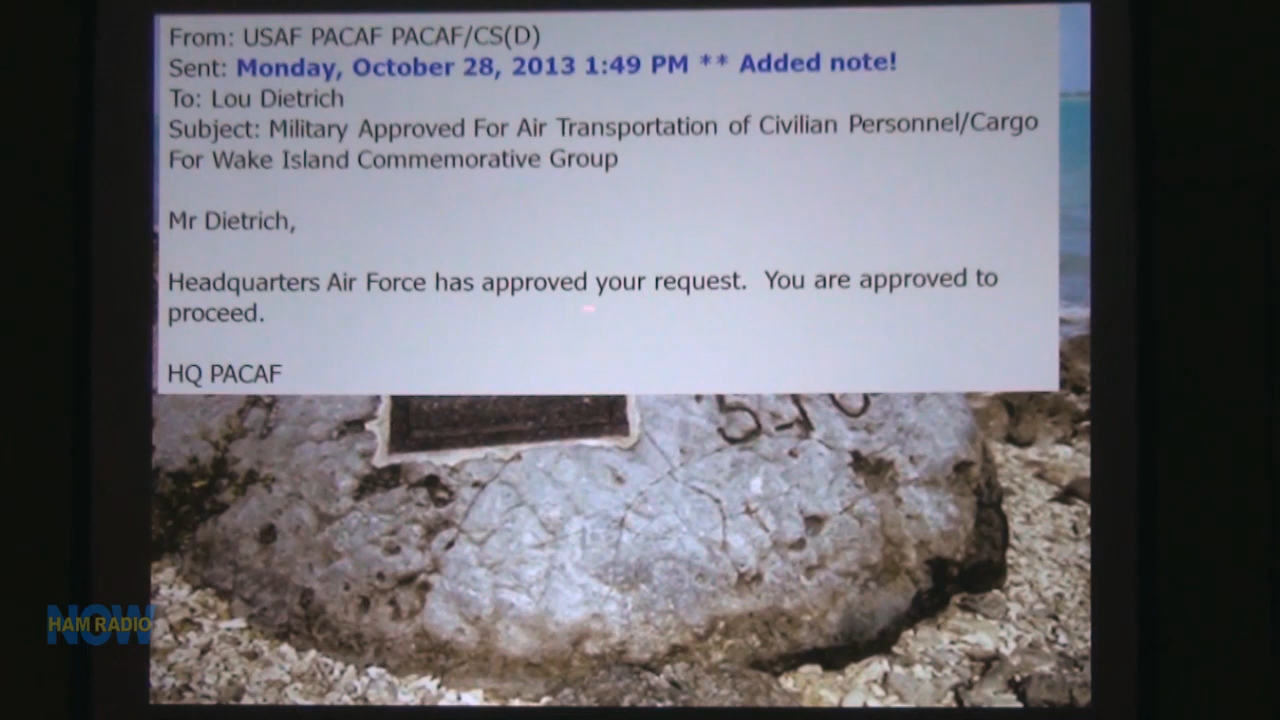 From: USAF PACAF PACAF/CS(D)
Sent: Monday, October 28, 2013 1:49 PM ** Added note!
To: Lou Dietrich
Subject: Military Approved For Air Transportation of Civilian Personnel/Cargo
For Wake Island Commemorative Group
Mr Dietrich,
Headquarters Air Force has approved your request. You are approved to
proceed.
HQ PACAF
HAM RADIO
NOW